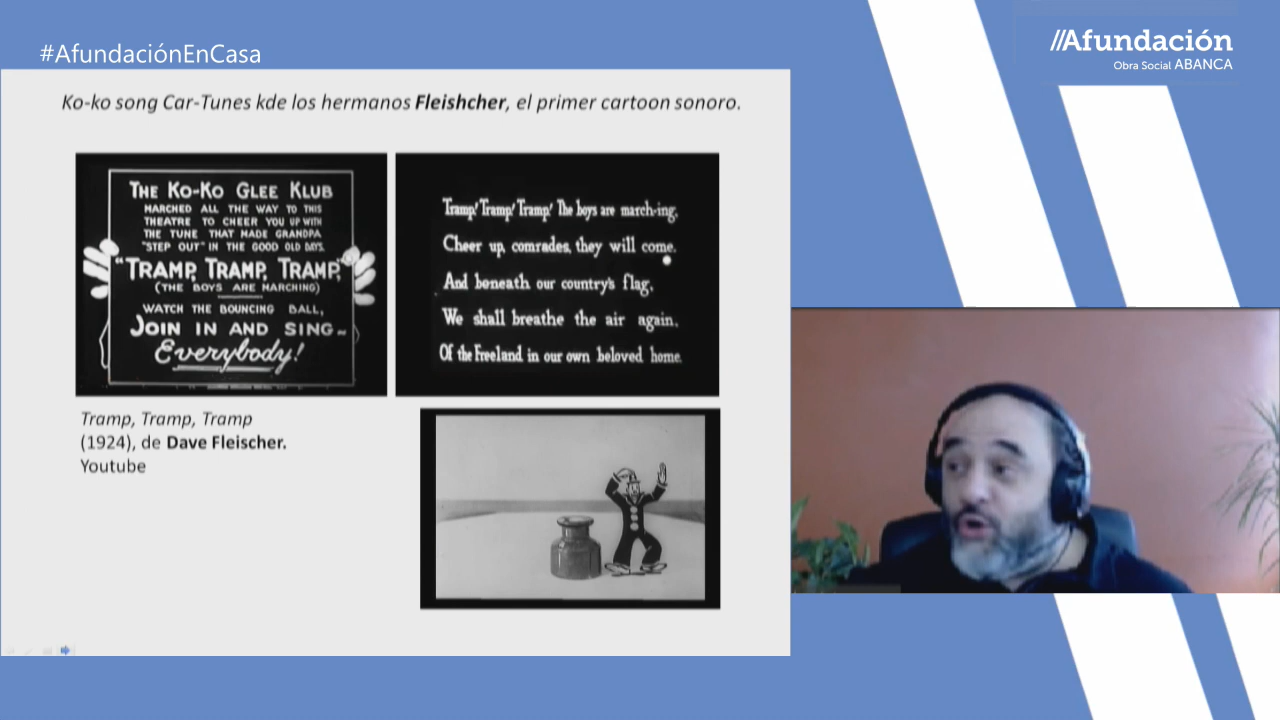 #AfundaciónEnCasa
//Afundación
Obra Social ABANCA
Ko-ko song Car-Tunes kde los hermanos Fleishcher, el primer cartoon sonoro.
THE KO-KO GLEE KLUB
MARCHED ALL THE WAY TO THIS
THEATRE TO CHEER YOU UP WITH
THE TUNE THAT MADE GRANDPA
"STEP OUT" IN THE GOOD OLD DAYS.
"TRAMP, TRAMP, TRAMP,"
(THE BOYS ARE MARCHING)
WATCH THE BOUNCING BALL,
JOIN IN AND SING~
Everybody!
Tramp! Tramp! Tramp! The boys are march-ing,
Cheer up, comrades, they will come.
And beneath our country's flag,
We shall breathe the air again,
Of the Freeland in our own beloved home.
Tramp, Tramp, Tramp
(1924), de Dave Fleischer.
Youtube